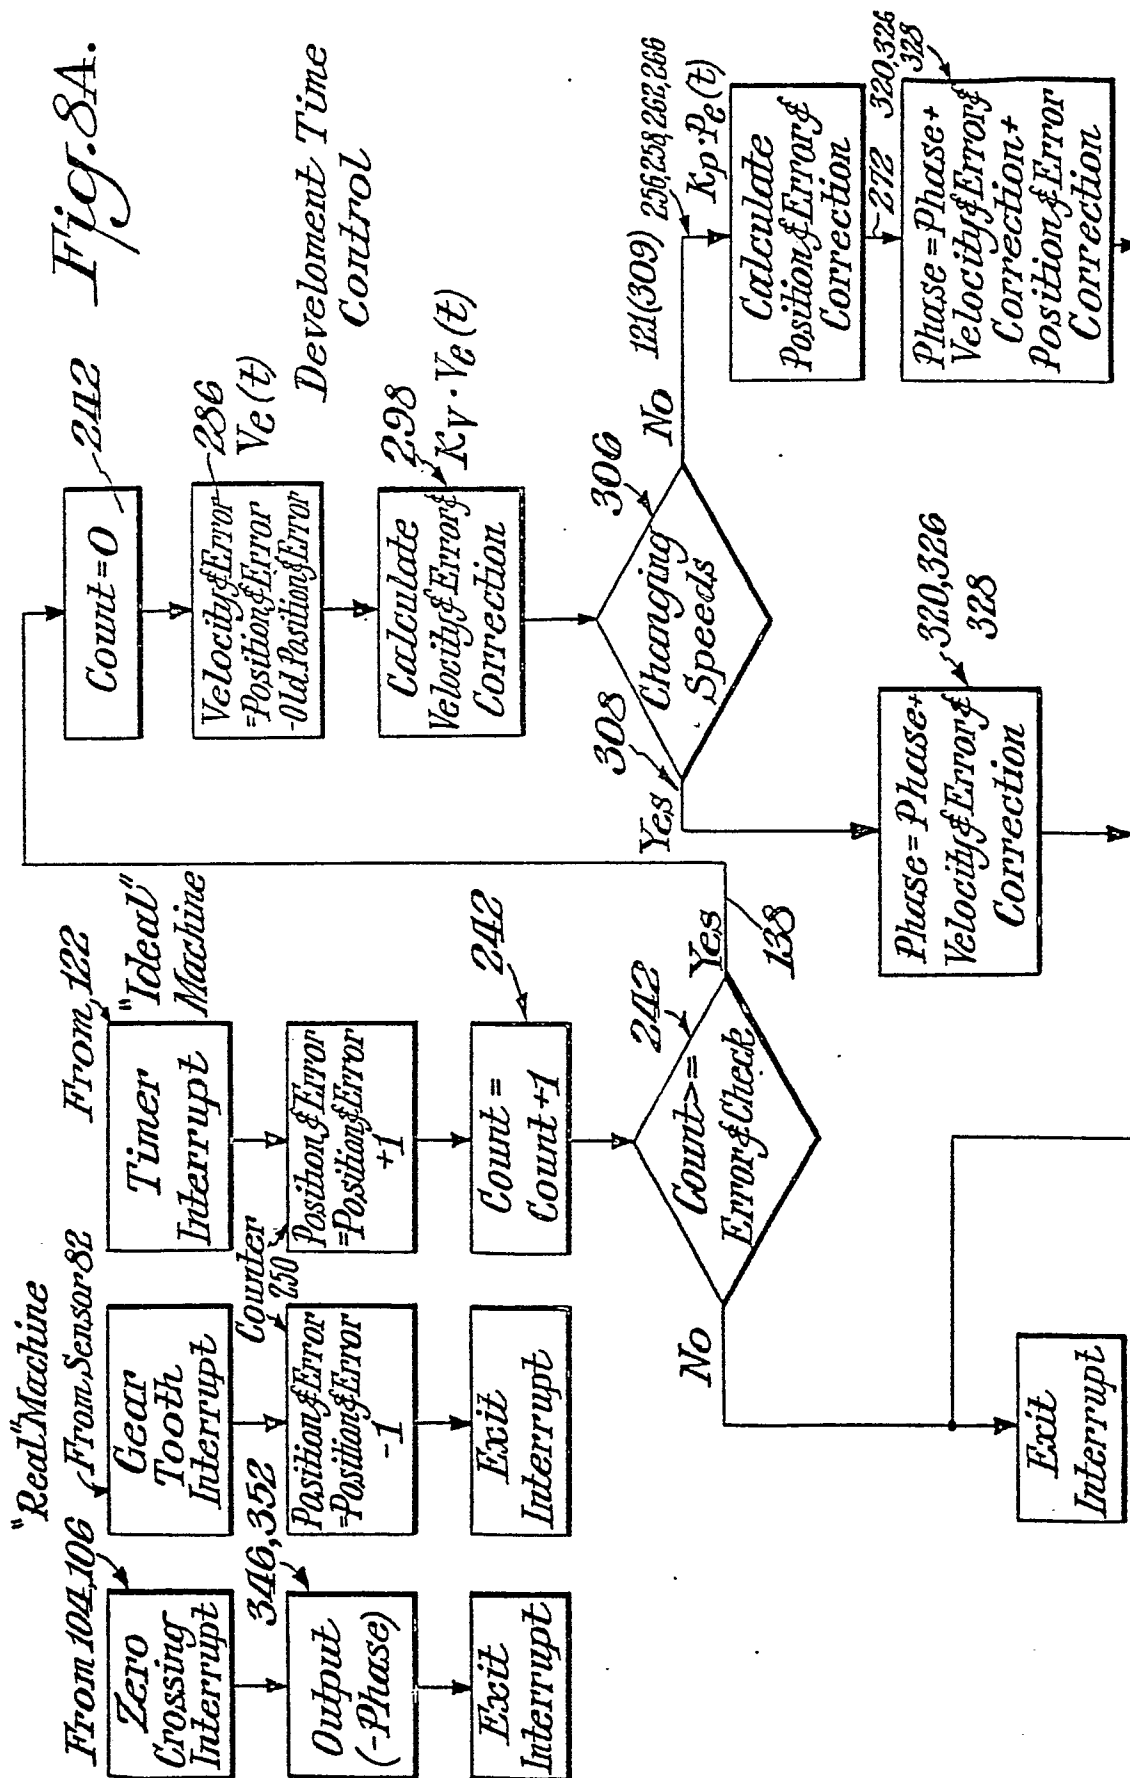 Fig. 8A.
"Real" Machine
From 104,106
From Sensor 82
From 122
"Ideal"
Machine
Zero
Crossing
Interrupt
346,352
Output
(-Phase)
Exit
Interrupt
Gear
Tooth
Interrupt
Counter
250
Position&Error
=Position&Error
-1
Exit
Interrupt
Timer
Interrupt
Position&Error
=Position&Error
+1
242
Count =
Count+1
242
Count>=
Error&Check
No
Yes
138
Exit
Interrupt
242
Count=0
286
Ve(t)
Velocity&Error
=Position&Error
-Old Position&Error
Develoment Time
Control
298
Kv·Ve(t)
Calculate
Velocity&Error&
Correction
306
308
Changing
Speeds
Yes
No
121(309)
256,258,262,266
Kp·Pe(t)
320,326
328
Phase=Phase+
Velocity&Error&
Correction
Calculate
Position&Error&
Correction
272
320,326
328
Phase=Phase+
Velocity&Error&
Correction+
Position&Error
Correction